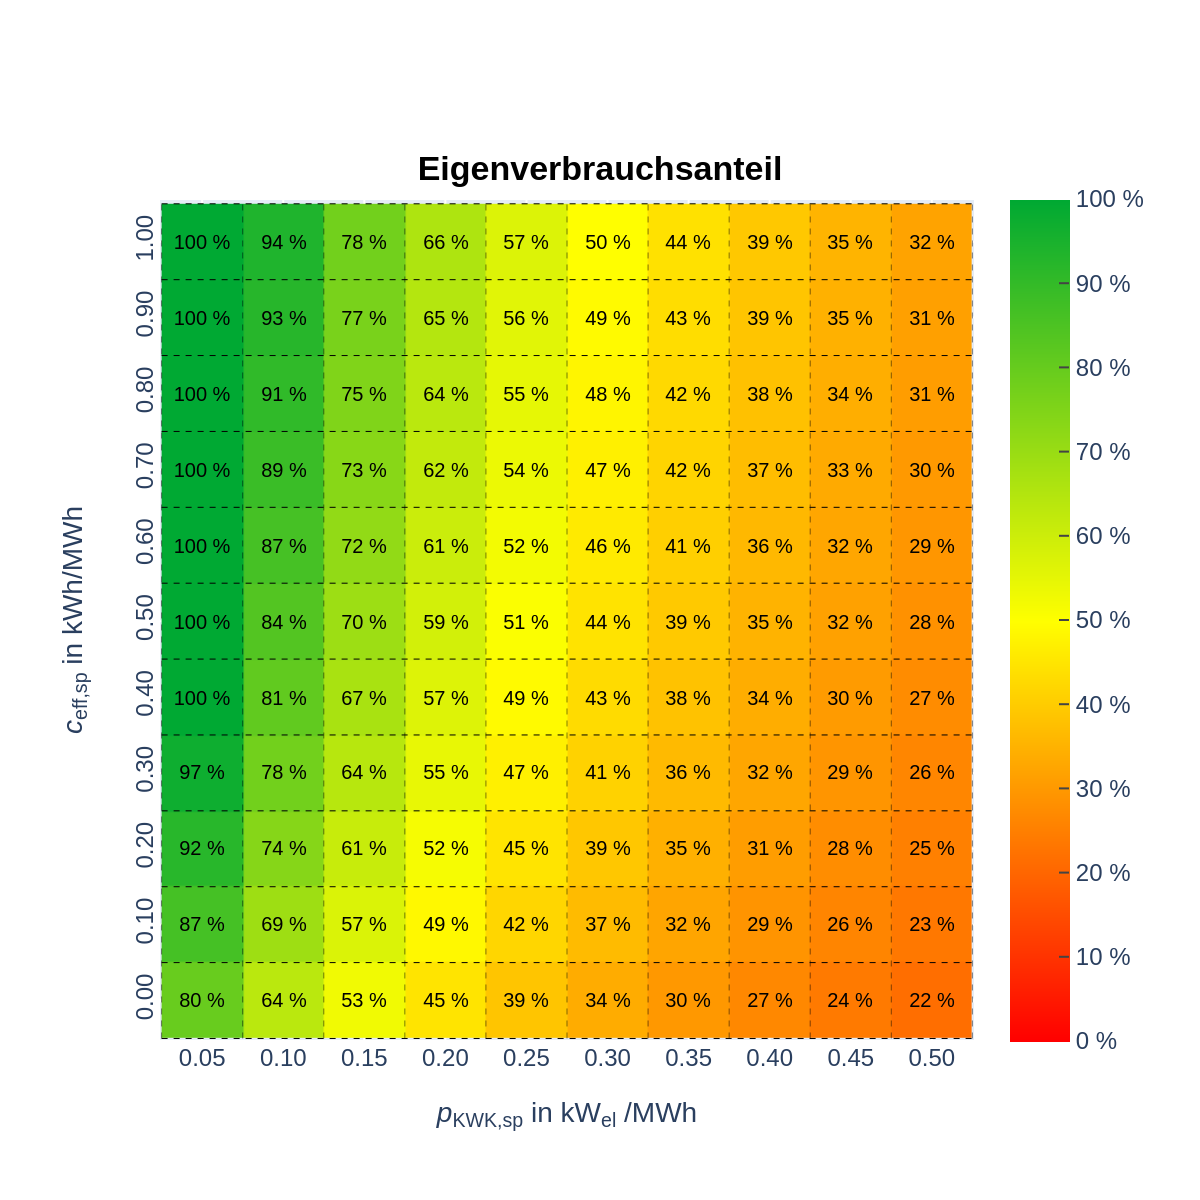 Eigenverbrauchsanteil
1.00 100 % 94 % 78 % 66 % 57 % 50 % 44 % 39 % 35 % 32 %
0.90 100 % 93 % 77 % 65 % 56 % 49 % 43 % 39 % 35 % 31 %
0.80 100 % 91 % 75 % 64 % 55 % 48 % 42 % 38 % 34 % 31 %
0.70 100 % 89 % 73 % 62 % 54 % 47 % 42 % 37 % 33 % 30 %
0.60 100 % 87 % 72 % 61 % 52 % 46 % 41 % 36 % 32 % 29 %
0.50 100 % 84 % 70 % 59 % 51 % 44 % 39 % 35 % 32 % 28 %
0.40 100 % 81 % 67 % 57 % 49 % 43 % 38 % 34 % 30 % 27 %
0.30 97 % 78 % 64 % 55 % 47 % 41 % 36 % 32 % 29 % 26 %
0.20 92 % 74 % 61 % 52 % 45 % 39 % 35 % 31 % 28 % 25 %
0.10 87 % 69 % 57 % 49 % 42 % 37 % 32 % 29 % 26 % 23 %
0.00 80 % 64 % 53 % 45 % 39 % 34 % 30 % 27 % 24 % 22 %
0.05 0.10 0.15 0.20 0.25 0.30 0.35 0.40 0.45 0.50
pKWK,sp in kWel /MWh
ceff,sp in kWh/MWh
100 %
90 %
80 %
70 %
60 %
50 %
40 %
30 %
20 %
10 %
0 %